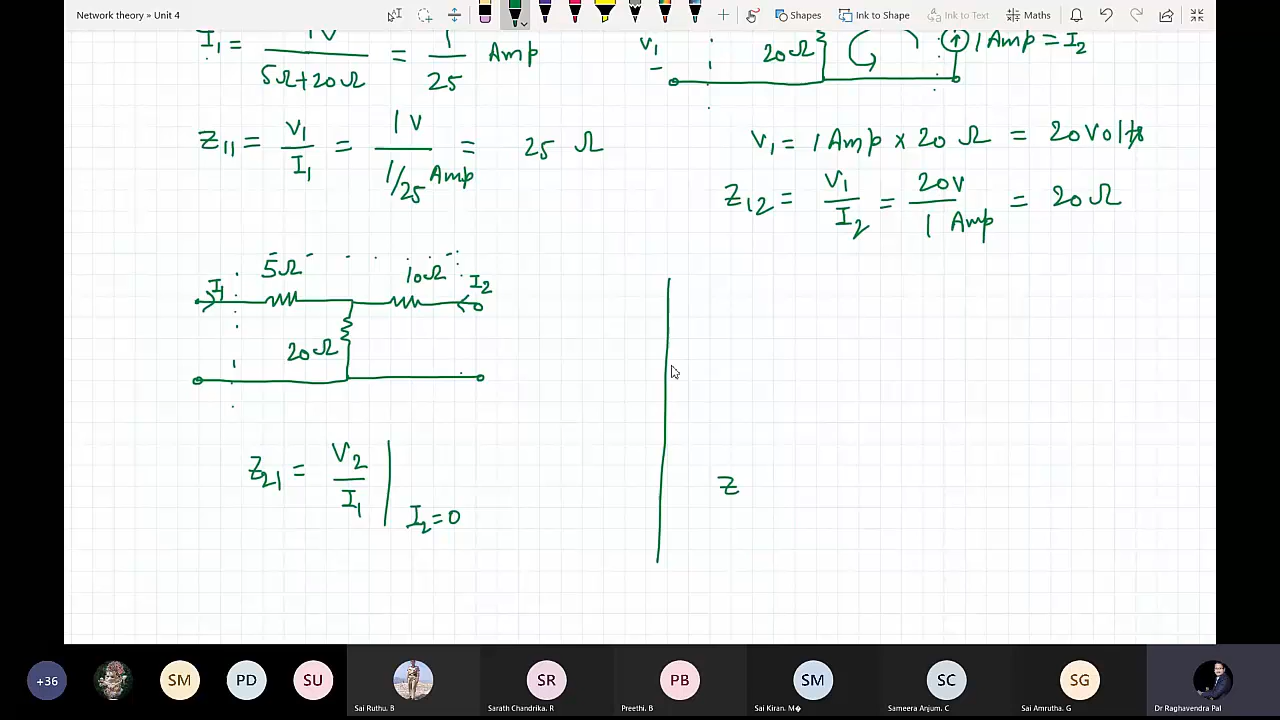 Network theory » Unit 4
Shapes
Ink to Shape
Ink to Text
Maths
I1 = 1V / 5Ω+20Ω = 1/25 Amp
Z11 = V1/I1 = 1V / 1/25 Amp = 25 Ω
V1
–
20Ω
1 Amp = I2
V1 = 1 Amp × 20 Ω = 20 Volts
Z12 = V1/I2 = 20V / 1 Amp = 20Ω
I1
5Ω
10Ω
I2
20Ω
Z21 = V2/I1 | I2=0
Z
+36
SM
PD
SU
SR
PB
SM
SC
SG
Sai Ruthu. B
Sarath Chandrika. R
Preethi. B
Sai Kiran. M�
Sameera Anjum. C
Sai Amrutha. G
Dr Raghavendra Pal